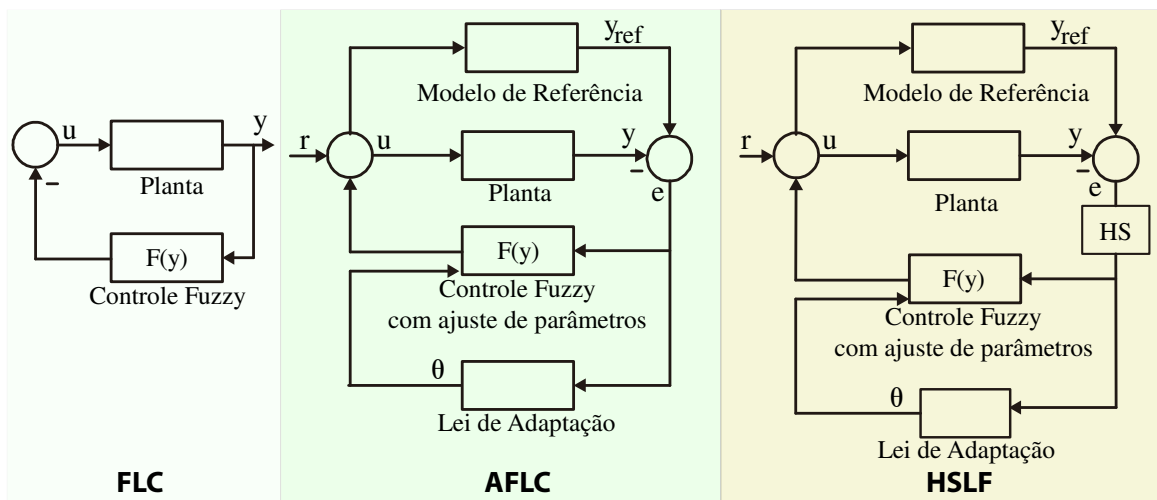 u
y
−
Planta
F(y)
Controle Fuzzy
FLC
y_ref
Modelo de Referência
r
u
y
−
e
Planta
F(y)
Controle Fuzzy
com ajuste de parâmetros
θ
Lei de Adaptação
AFLC
y_ref
Modelo de Referência
r
u
y
−
e
Planta
HS
F(y)
Controle Fuzzy
com ajuste de parâmetros
θ
Lei de Adaptação
HSLF